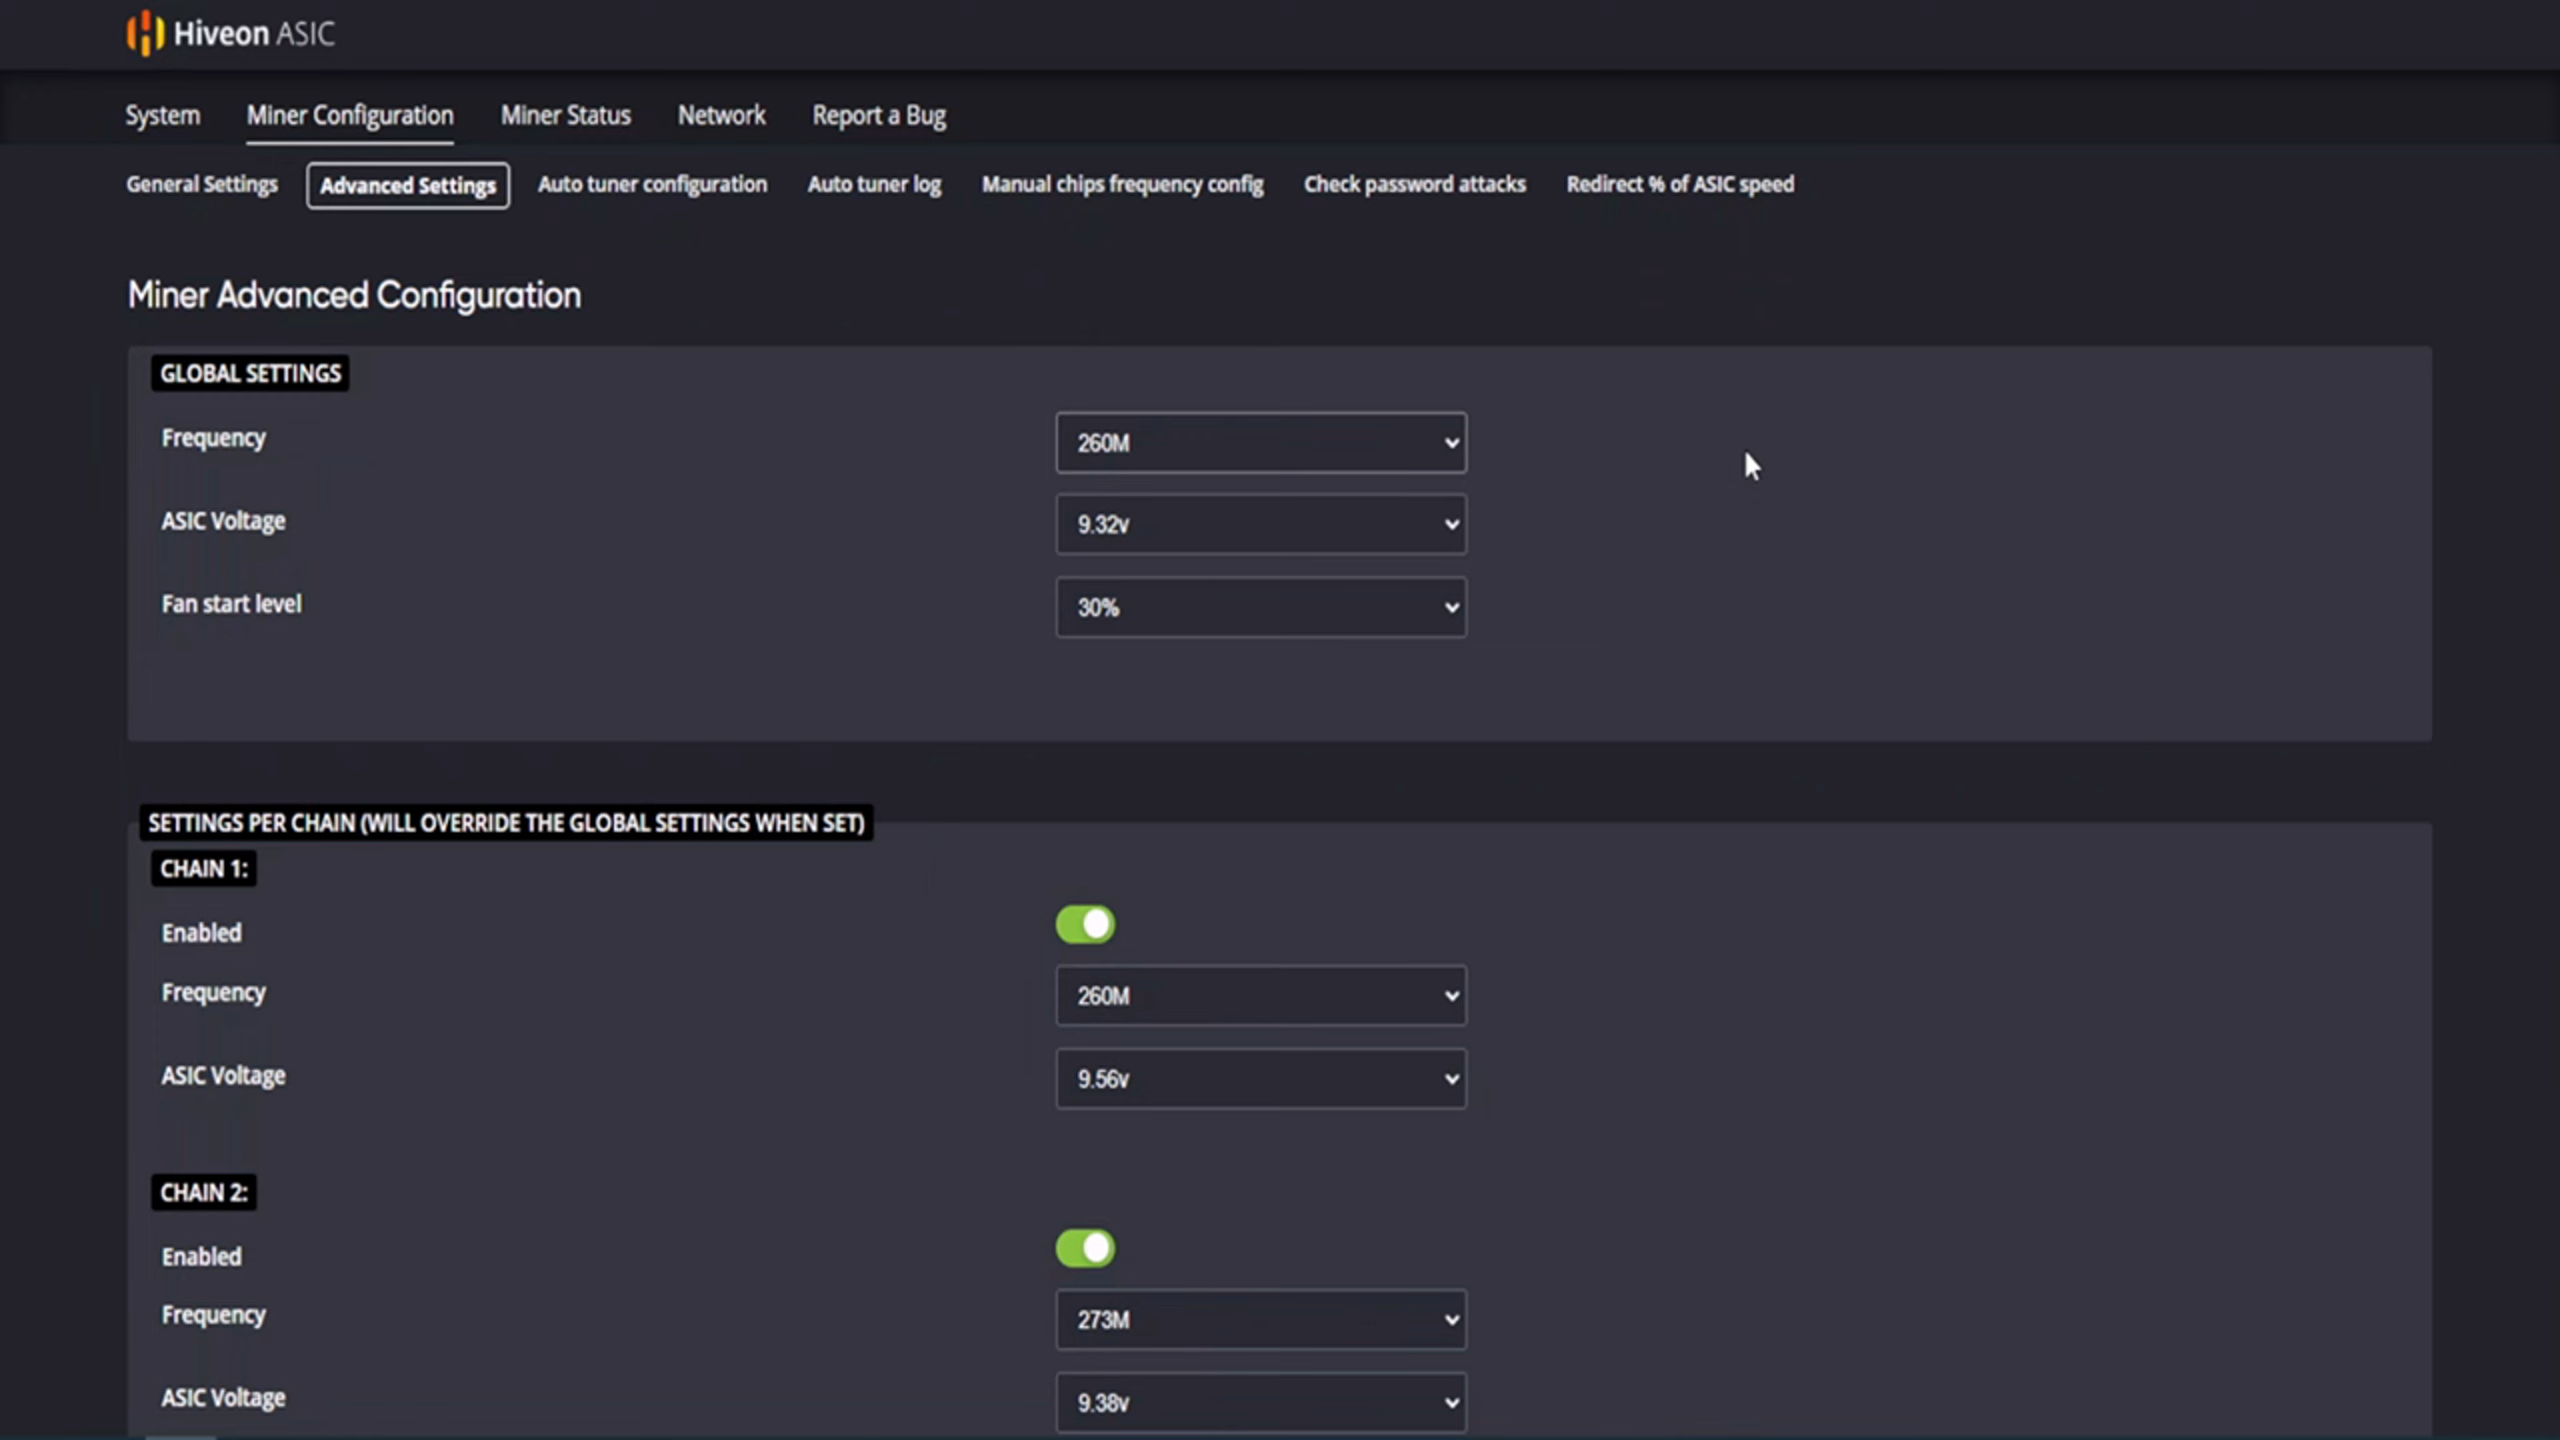 Hiveon ASIC
System Miner Configuration Miner Status Network Report a Bug
General Settings Advanced Settings Auto tuner configuration Auto tuner log Manual chips frequency config Check password attacks Redirect % of ASIC speed
Miner Advanced Configuration
GLOBAL SETTINGS
Frequency 260M
ASIC Voltage 9.32v
Fan start level 30%
SETTINGS PER CHAIN (WILL OVERRIDE THE GLOBAL SETTINGS WHEN SET)
CHAIN 1:
Enabled
Frequency 260M
ASIC Voltage 9.56v
CHAIN 2:
Enabled
Frequency 273M
ASIC Voltage 9.38v